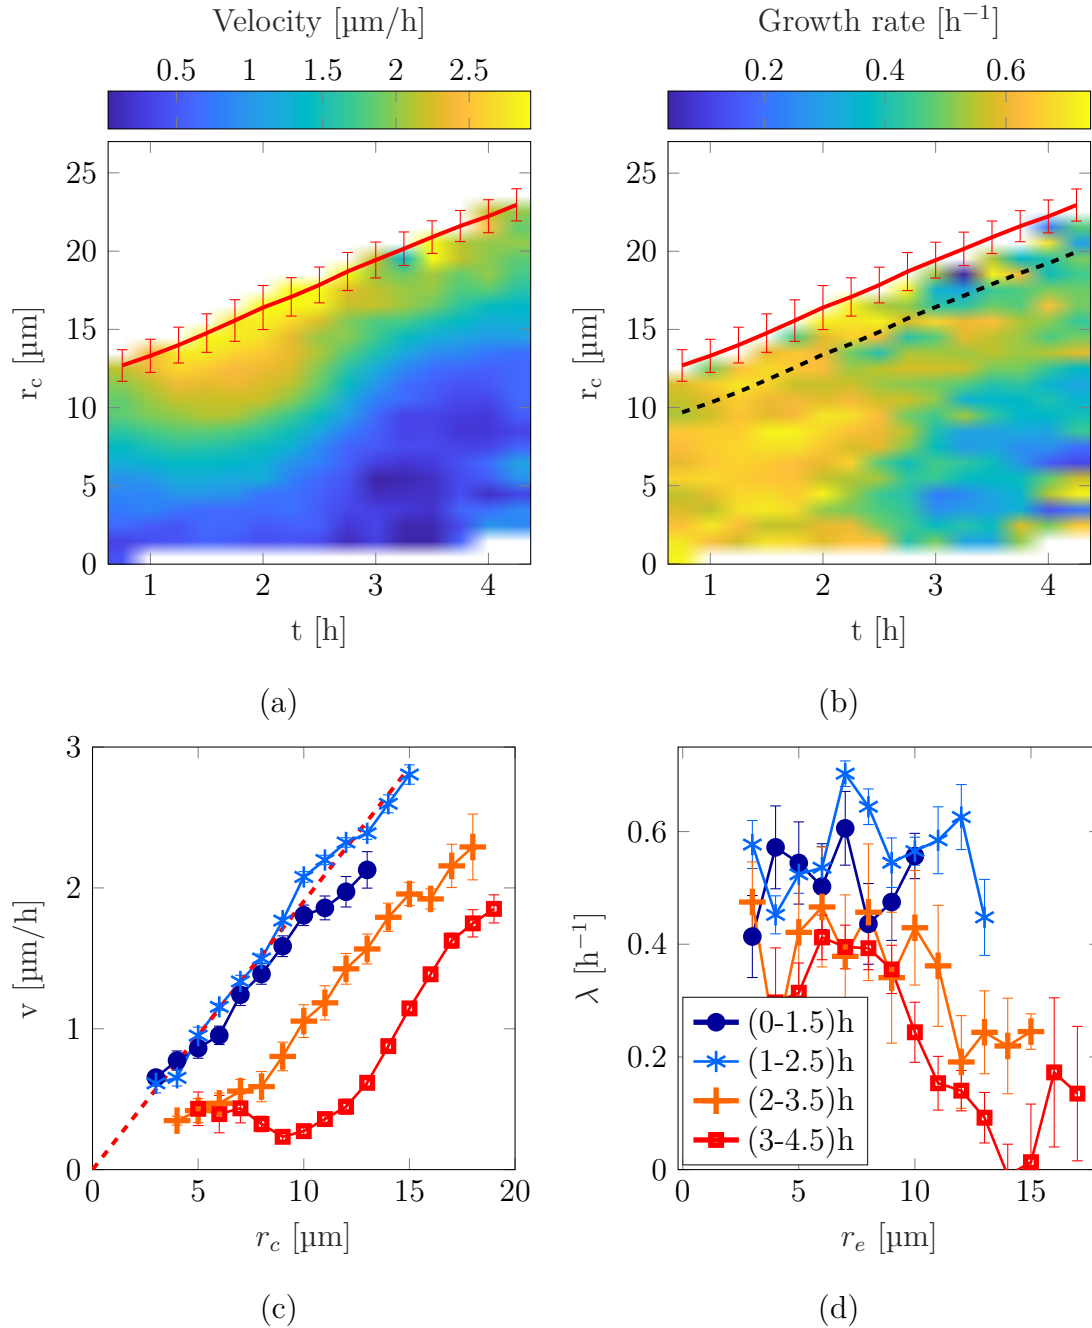 Velocity [µm/h]
0.5 1 1.5 2 2.5
25
20
15
10
5
0
r_c [µm]
1 2 3 4
t [h]
(a)
Growth rate [h⁻¹]
0.2 0.4 0.6
25
20
15
10
5
0
r_c [µm]
1 2 3 4
t [h]
(b)
3
2
1
0
v [µm/h]
0 5 10 15 20
r_c [µm]
(c)
0.6
0.4
0.2
0
λ [h⁻¹]
(0-1.5)h
(1-2.5)h
(2-3.5)h
(3-4.5)h
0 5 10 15
r_e [µm]
(d)